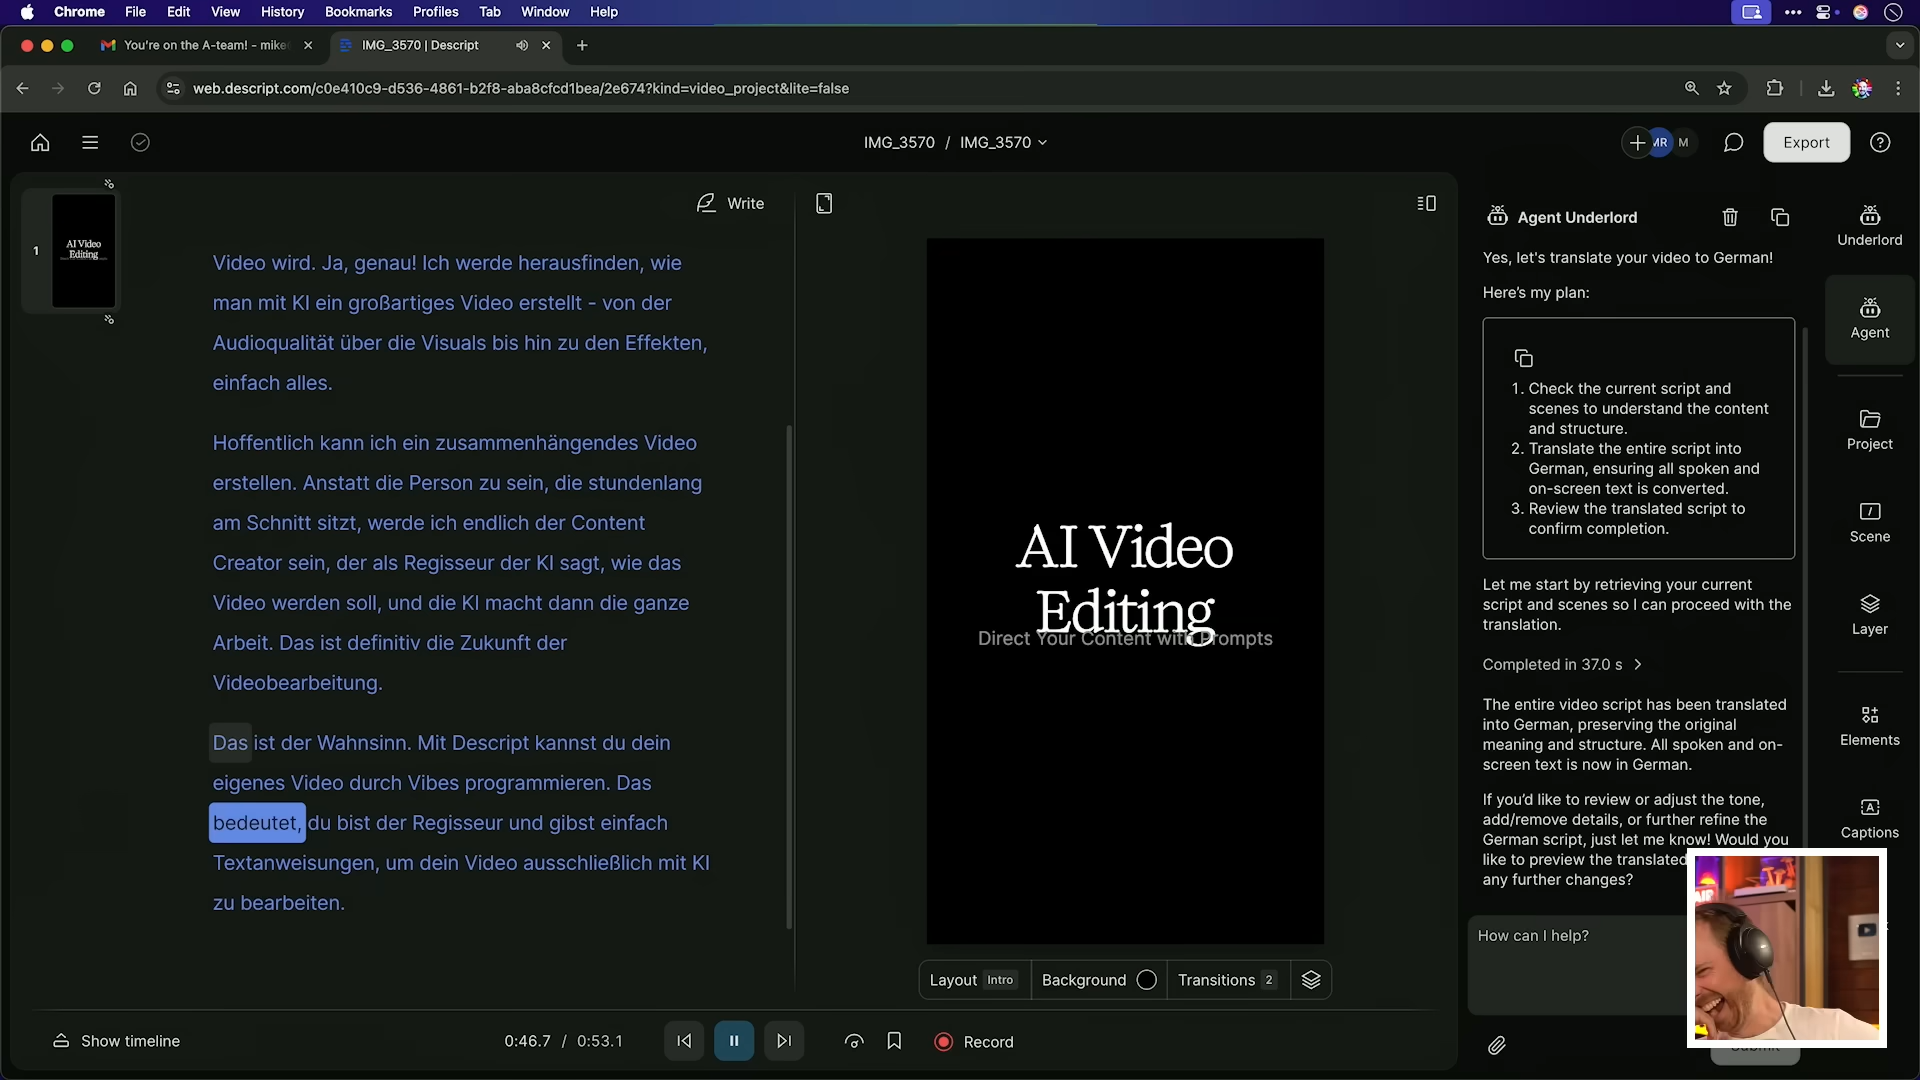 Chrome File Edit View History Bookmarks Profiles Tab Window Help
You're on the A-team! - mike
IMG_3570 | Descript
web.descript.com/c0e410c9-d536-4861-b2f8-aba8cfcd1bea/2e674?kind=video_project&lite=false
IMG_3570 / IMG_3570
MR M
Export
1
AI Video
Editing
Write
Video wird. Ja, genau! Ich werde herausfinden, wie
man mit KI ein großartiges Video erstellt - von der
Audioqualität über die Visuals bis hin zu den Effekten,
einfach alles.
Hoffentlich kann ich ein zusammenhängendes Video
erstellen. Anstatt die Person zu sein, die stundenlang
am Schnitt sitzt, werde ich endlich der Content
Creator sein, der als Regisseur der KI sagt, wie das
Video werden soll, und die KI macht dann die ganze
Arbeit. Das ist definitiv die Zukunft der
Videobearbeitung.
Das ist der Wahnsinn. Mit Descript kannst du dein
eigenes Video durch Vibes programmieren. Das
bedeutet, du bist der Regisseur und gibst einfach
Textanweisungen, um dein Video ausschließlich mit KI
zu bearbeiten.
AI Video
Editing
Direct Your Content with Prompts
Layout Intro Background Transitions 2
Show timeline
0:46.7 / 0:53.1
Record
Agent Underlord
Yes, let's translate your video to German!
Here's my plan:
1. Check the current script and
scenes to understand the content
and structure.
2. Translate the entire script into
German, ensuring all spoken and
on-screen text is converted.
3. Review the translated script to
confirm completion.
Let me start by retrieving your current
script and scenes so I can proceed with the
translation.
Completed in 37.0 s
The entire video script has been translated
into German, preserving the original
meaning and structure. All spoken and on-
screen text is now in German.
If you'd like to review or adjust the tone,
add/remove details, or further refine the
German script, just let me know! Would you
like to preview the translated
any further changes?
How can I help?
Submit
Underlord
Agent
Project
Scene
Layer
Elements
Captions